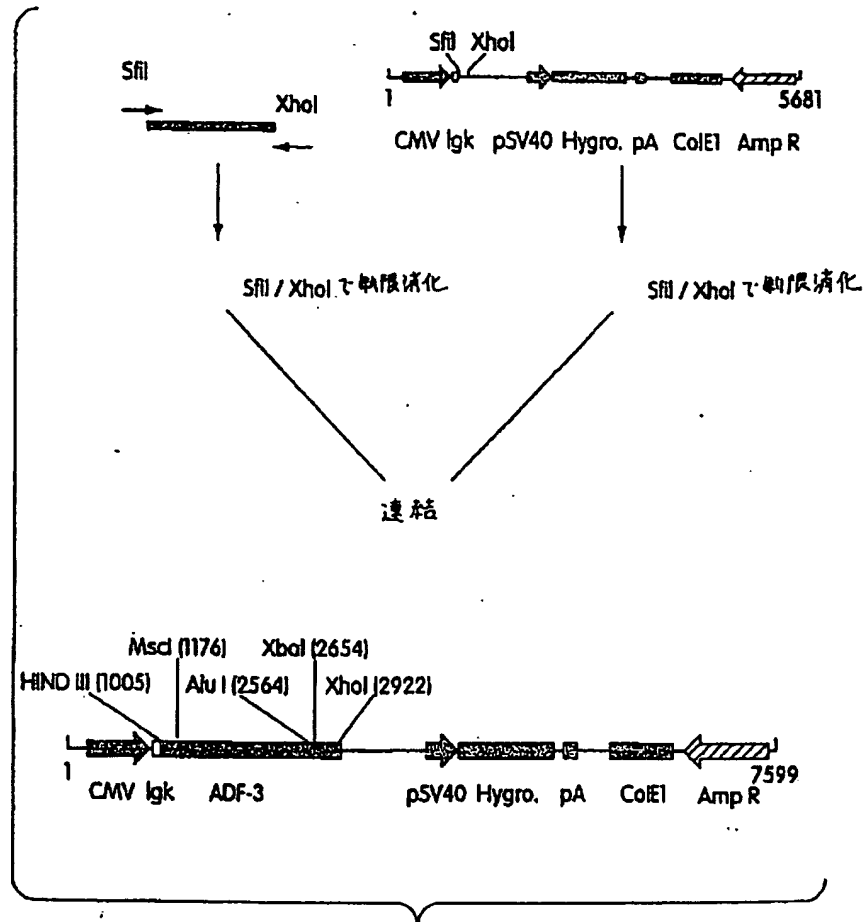 SfiI XhoI
SfiI
XhoI
1 5681
CMV Igk pSV40 Hygro. pA ColE1 Amp R
SfiI / XhoI で制限消化
SfiI / XhoI で制限消化
連結
MscI (1176) XbaI (2654)
HIND III (1005) Alu I (2564) XhoI (2922)
1 7599
CMV Igk ADF-3 pSV40 Hygro. pA ColE1 Amp R